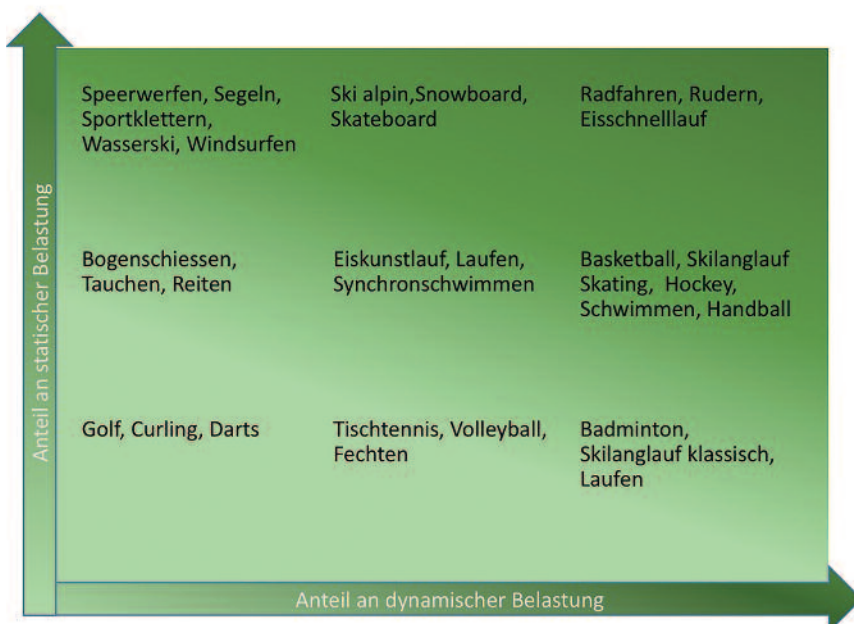 Speerwerfen, Segeln,
Sportklettern,
Wasserski, Windsurfen
Ski alpin,Snowboard,
Skateboard
Radfahren, Rudern,
Eisschnelllauf
Bogenschiessen,
Tauchen, Reiten
Eiskunstlauf, Laufen,
Synchronschwimmen
Basketball, Skilanglauf
Skating, Hockey,
Schwimmen, Handball
Golf, Curling, Darts
Tischtennis, Volleyball,
Fechten
Badminton,
Skilanglauf klassisch,
Laufen
Anteil an statischer Belastung
Anteil an dynamischer Belastung